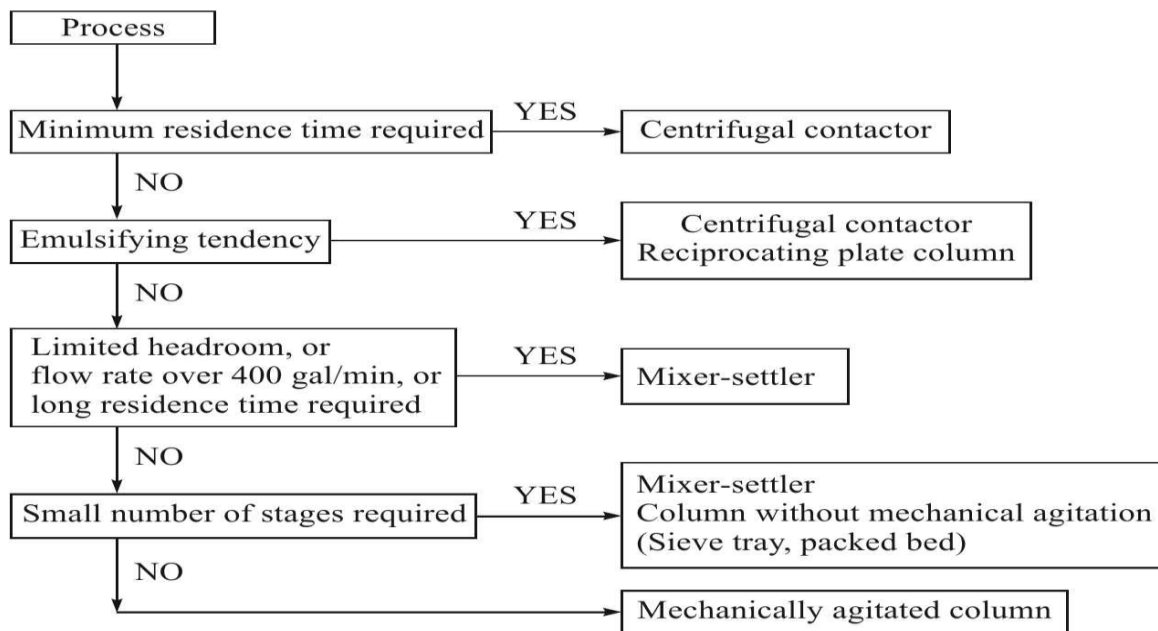 Process
Minimum residence time required
YES
Centrifugal contactor
NO
Emulsifying tendency
YES
Centrifugal contactor
Reciprocating plate column
NO
Limited headroom, or
flow rate over 400 gal/min, or
long residence time required
YES
Mixer-settler
NO
Small number of stages required
YES
Mixer-settler
Column without mechanical agitation
(Sieve tray, packed bed)
NO
Mechanically agitated column